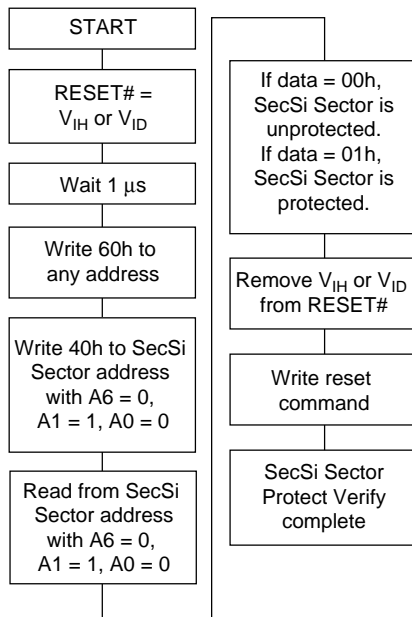 START
RESET# =
V_IH or V_ID
Wait 1 μs
Write 60h to
any address
Write 40h to SecSi
Sector address
with A6 = 0,
A1 = 1, A0 = 0
Read from SecSi
Sector address
with A6 = 0,
A1 = 1, A0 = 0
If data = 00h,
SecSi Sector is
unprotected.
If data = 01h,
SecSi Sector is
protected.
Remove V_IH or V_ID
from RESET#
Write reset
command
SecSi Sector
Protect Verify
complete